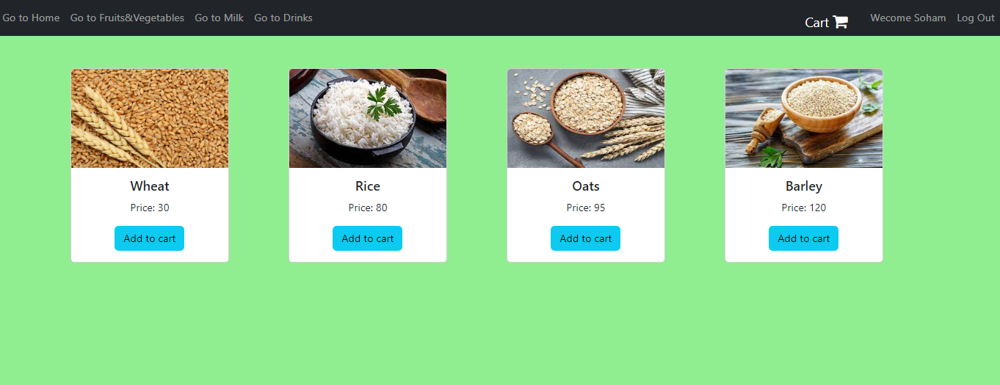 Go to Home Go to Fruits&Vegetables Go to Milk Go to Drinks Cart Wecome Soham Log Out
Wheat
Price: 30
Add to cart
Rice
Price: 80
Add to cart
Oats
Price: 95
Add to cart
Barley
Price: 120
Add to cart